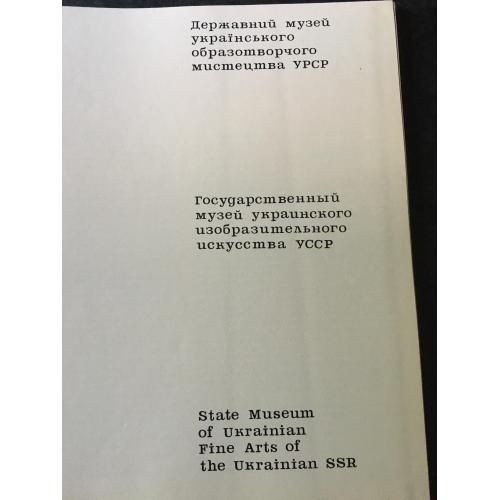 Державний музей
українського
образотворчого
мистецтва УРСР
Государственный
музей украинского
изобразительного
искусства УССР
State Museum
of Ukrainian
Fine Arts of
the Ukrainian SSR